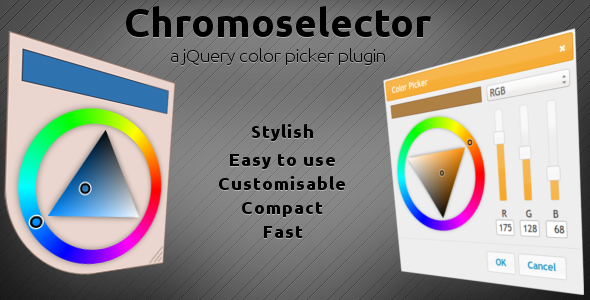 Chromoselector
a jQuery color picker plugin
Stylish
Easy to use
Customisable
Compact
Fast
Color Picker
RGB
R G B
175 128 68
OK Cancel